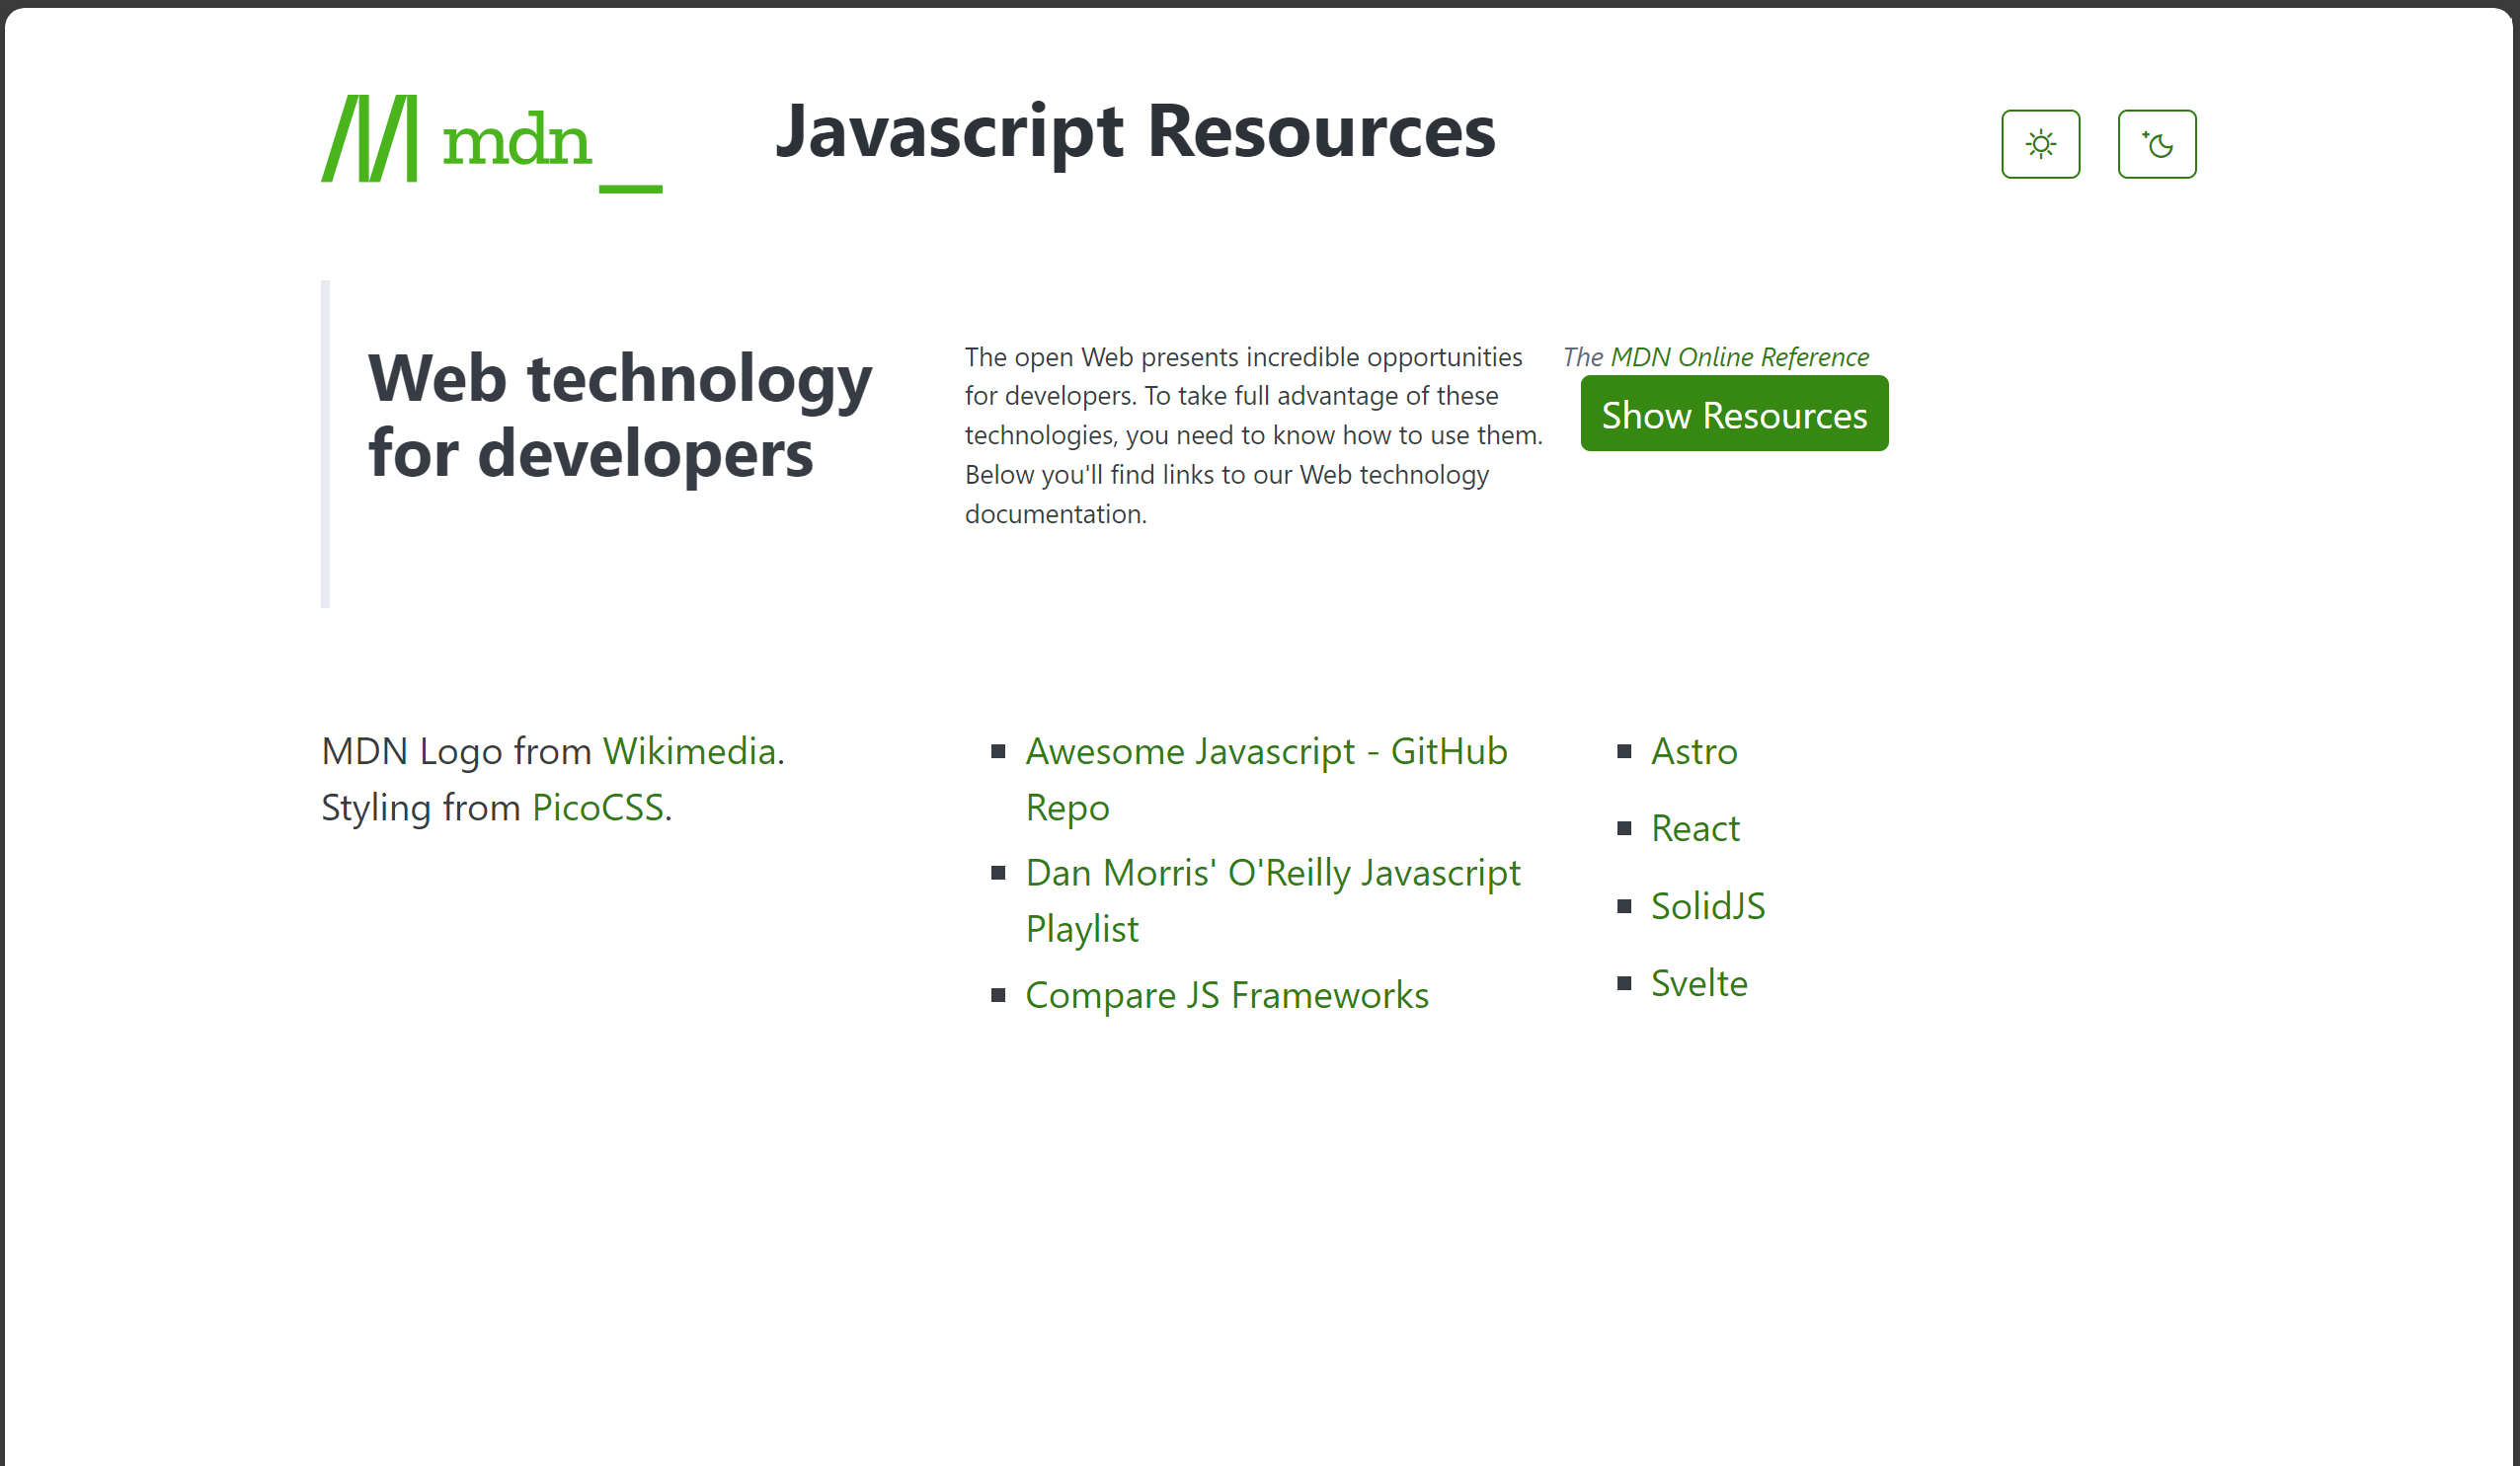 mdn_
Javascript Resources
Web technology
for developers
The open Web presents incredible opportunities
for developers. To take full advantage of these
technologies, you need to know how to use them.
Below you'll find links to our Web technology
documentation.
The MDN Online Reference
Show Resources
MDN Logo from Wikimedia.
Styling from PicoCSS.
Awesome Javascript - GitHub
Repo
Dan Morris' O'Reilly Javascript
Playlist
Compare JS Frameworks
Astro
React
SolidJS
Svelte